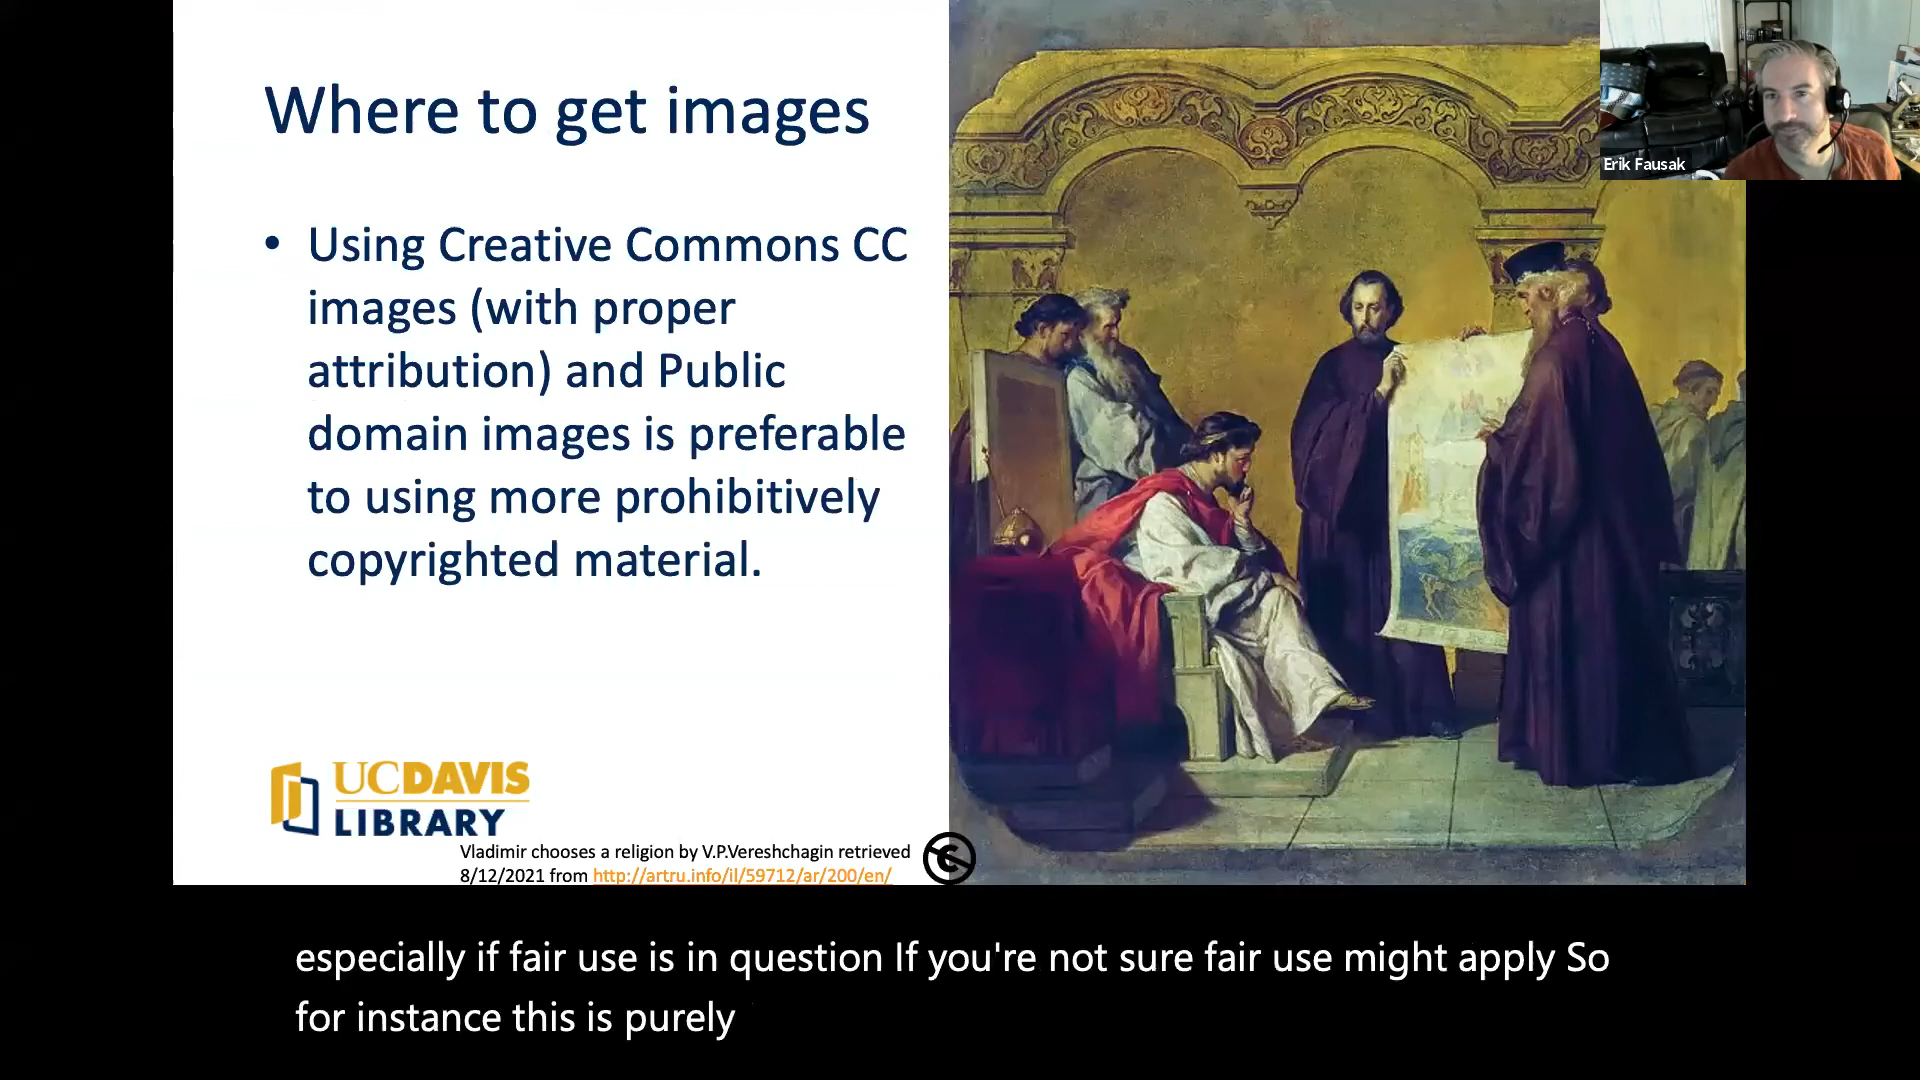 Where to get images
Erik Fausak
• Using Creative Commons CC
images (with proper
attribution) and Public
domain images is preferable
to using more prohibitively
copyrighted material.
UCDAVIS
LIBRARY
Vladimir chooses a religion by V.P.Vereshchagin retrieved
8/12/2021 from http://artru.info/il/59712/ar/200/en/
especially if fair use is in question If you're not sure fair use might apply So
for instance this is purely